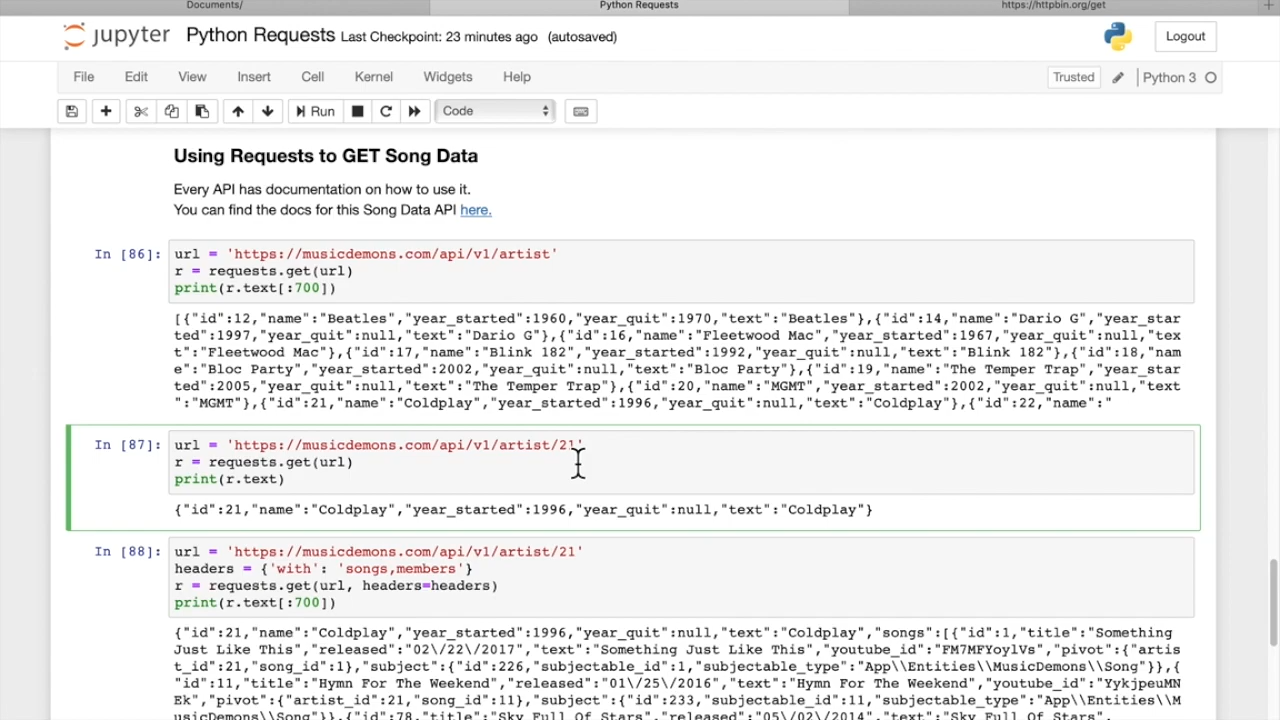 Documents/
Python Requests
https://httpbin.org/get
jupyter Python Requests Last Checkpoint: 23 minutes ago (autosaved)
Logout
File Edit View Insert Cell Kernel Widgets Help
Trusted
Python 3
Run
Code
Using Requests to GET Song Data
Every API has documentation on how to use it.
You can find the docs for this Song Data API here.
In [86]:
url = 'https://musicdemons.com/api/v1/artist'
r = requests.get(url)
print(r.text[:700])
[{"id":12,"name":"Beatles","year_started":1960,"year_quit":1970,"text":"Beatles"},{"id":14,"name":"Dario G","year_star
ted":1997,"year_quit":null,"text":"Dario G"},{"id":16,"name":"Fleetwood Mac","year_started":1967,"year_quit":null,"tex
t":"Fleetwood Mac"},{"id":17,"name":"Blink 182","year_started":1992,"year_quit":null,"text":"Blink 182"},{"id":18,"nam
e":"Bloc Party","year_started":2002,"year_quit":null,"text":"Bloc Party"},{"id":19,"name":"The Temper Trap","year_star
ted":2005,"year_quit":null,"text":"The Temper Trap"},{"id":20,"name":"MGMT","year_started":2002,"year_quit":null,"text
":"MGMT"},{"id":21,"name":"Coldplay","year_started":1996,"year_quit":null,"text":"Coldplay"},{"id":22,"name":"
In [87]:
url = 'https://musicdemons.com/api/v1/artist/21'
r = requests.get(url)
print(r.text)
{"id":21,"name":"Coldplay","year_started":1996,"year_quit":null,"text":"Coldplay"}
In [88]:
url = 'https://musicdemons.com/api/v1/artist/21'
headers = {'with': 'songs,members'}
r = requests.get(url, headers=headers)
print(r.text[:700])
{"id":21,"name":"Coldplay","year_started":1996,"year_quit":null,"text":"Coldplay","songs":[{"id":1,"title":"Something
Just Like This","released":"02\/22\/2017","text":"Something Just Like This","youtube_id":"FM7MFYoylVs","pivot":{"artis
t_id":21,"song_id":1},"subject":{"id":226,"subjectable_id":1,"subjectable_type":"App\\Entities\\MusicDemons\\Song"}},{
"id":11,"title":"Hymn For The Weekend","released":"01\/25\/2016","text":"Hymn For The Weekend","youtube_id":"YykjpeuMN
Ek","pivot":{"artist_id":21,"song_id":11},"subject":{"id":233,"subjectable_id":11,"subjectable_type":"App\\Entities\\M
usicDemons\\Song"}},{"id":78,"title":"Sky Full Of Stars","released":"05\/02\/2014","text":"Sky Full Of Stars",